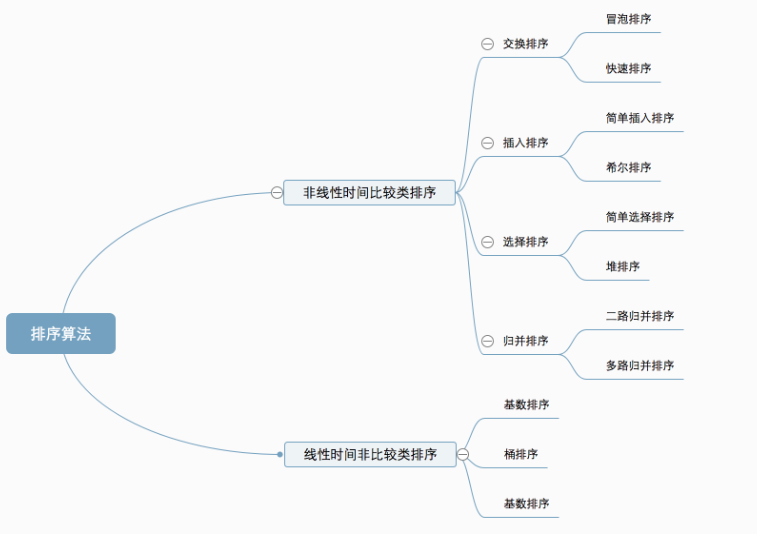 排序算法
非线性时间比较类排序
交换排序
冒泡排序
快速排序
插入排序
简单插入排序
希尔排序
选择排序
简单选择排序
堆排序
归并排序
二路归并排序
多路归并排序
线性时间非比较类排序
基数排序
桶排序
基数排序